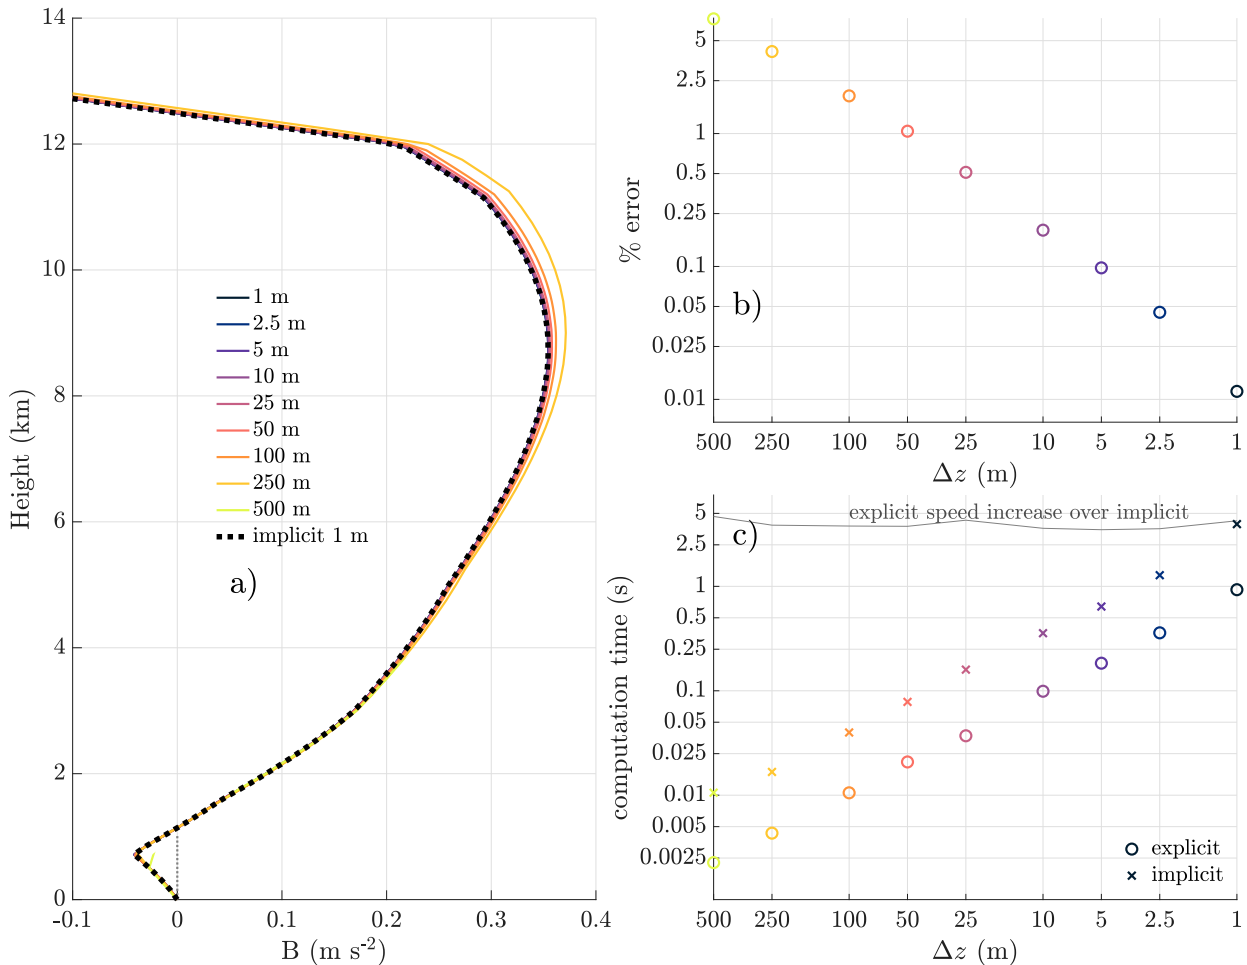 14
12
10
8
6
4
2
0
Height (km)
-0.1 0 0.1 0.2 0.3 0.4
B (m s-2)
1 m
2.5 m
5 m
10 m
25 m
50 m
100 m
250 m
500 m
implicit 1 m
a)
5
2.5
1
0.5
0.25
0.1
0.05
0.025
0.01
% error
b)
500 250 100 50 25 10 5 2.5 1
Δz (m)
explicit speed increase over implicit
c)
5
2.5
1
0.5
0.25
0.1
0.05
0.025
0.01
0.005
0.0025
computation time (s)
explicit
implicit
500 250 100 50 25 10 5 2.5 1
Δz (m)